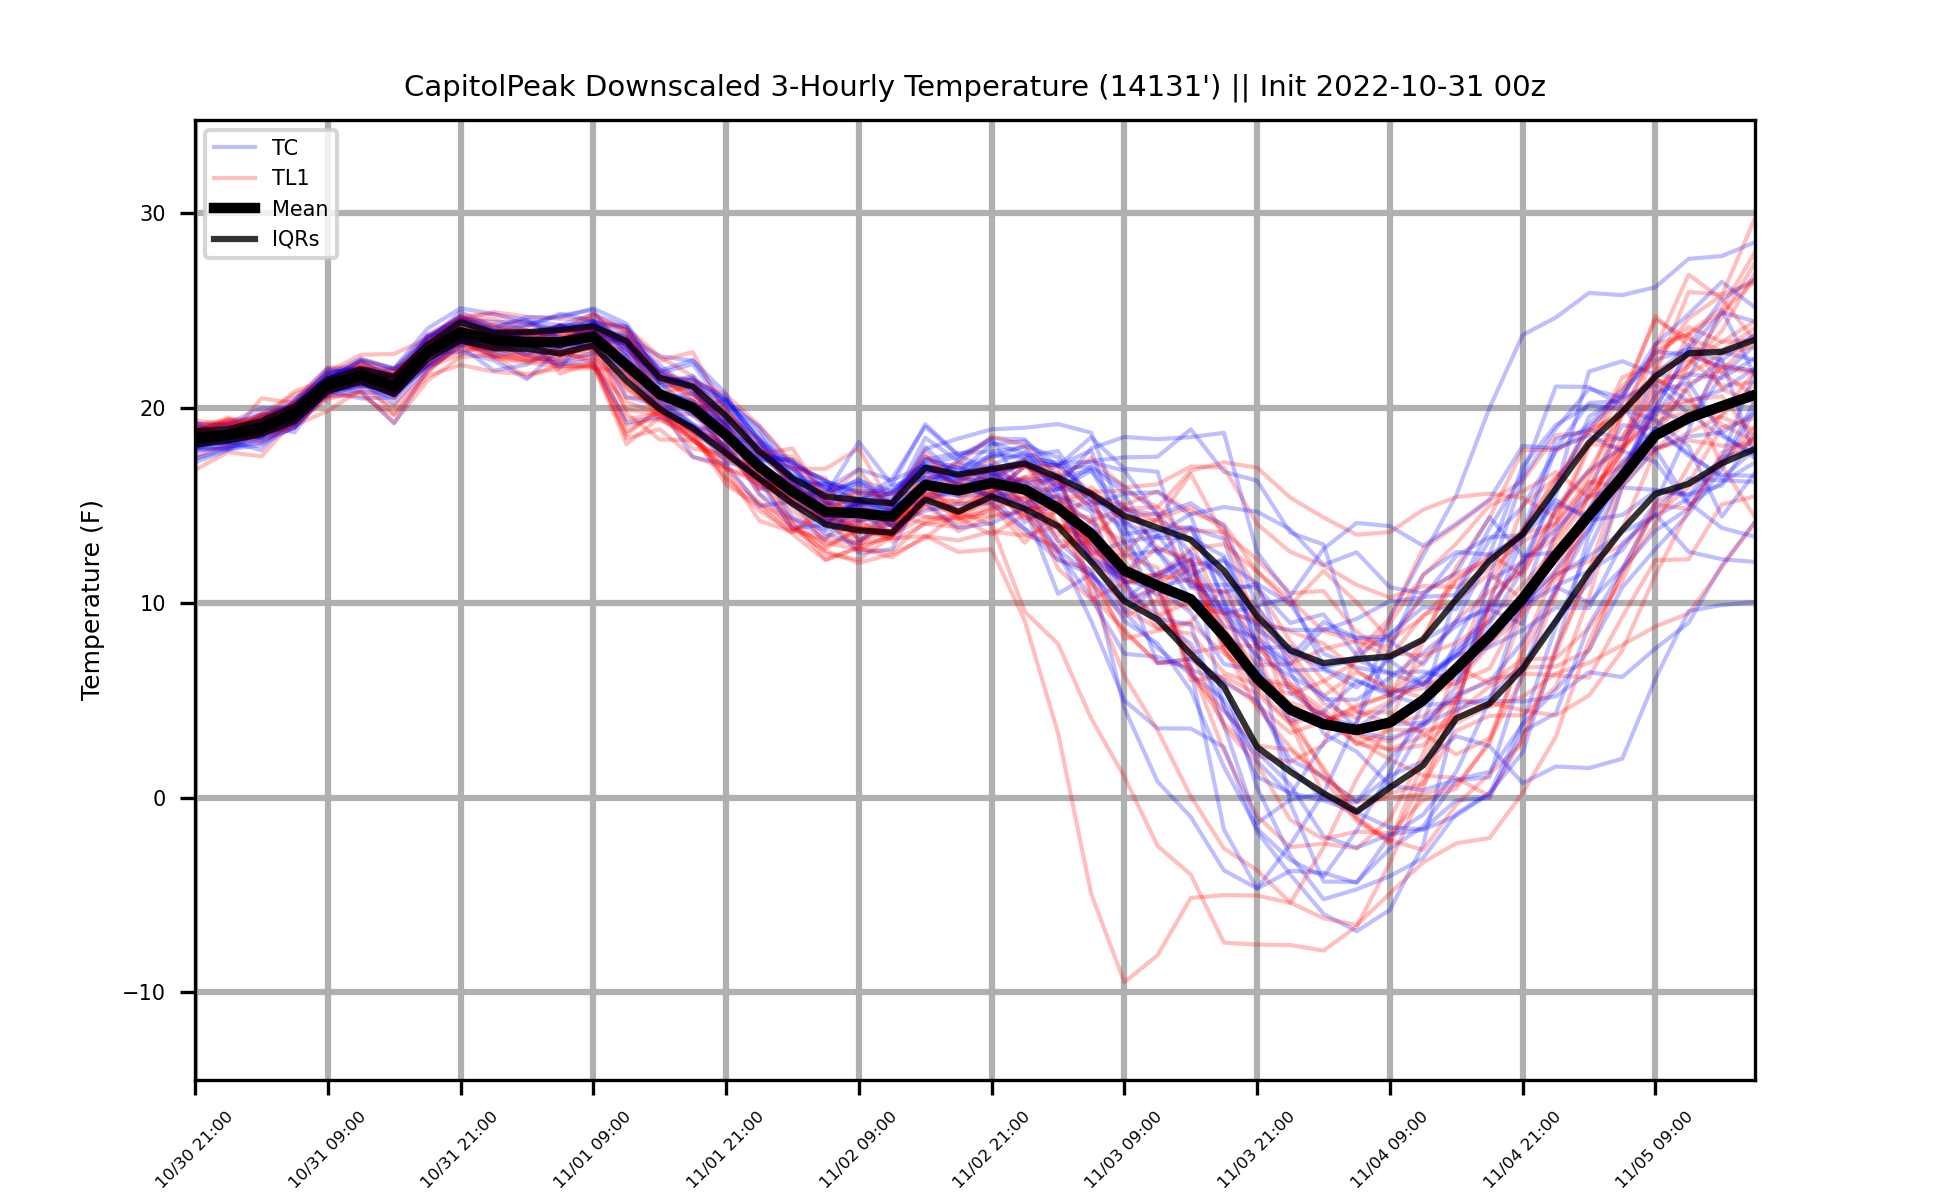 CapitolPeak Downscaled 3-Hourly Temperature (14131') || Init 2022-10-31 00z
TC
TL1
Mean
IQRs
Temperature (F)
30
20
10
0
−10
10/30 21:00
10/31 09:00
10/31 21:00
11/01 09:00
11/01 21:00
11/02 09:00
11/02 21:00
11/03 09:00
11/03 21:00
11/04 09:00
11/04 21:00
11/05 09:00